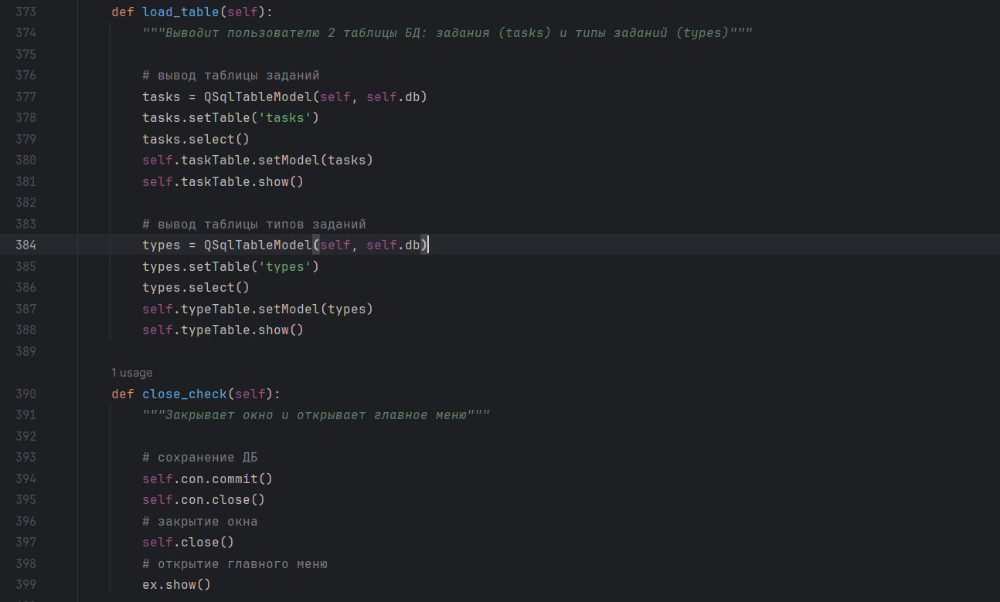 373 def load_table(self):
374 """Выводит пользователю 2 таблицы БД: задания (tasks) и типы заданий (types)"""
375
376 # вывод таблицы заданий
377 tasks = QSqlTableModel(self, self.db)
378 tasks.setTable('tasks')
379 tasks.select()
380 self.taskTable.setModel(tasks)
381 self.taskTable.show()
382
383 # вывод таблицы типов заданий
384 types = QSqlTableModel(self, self.db)
385 types.setTable('types')
386 types.select()
387 self.typeTable.setModel(types)
388 self.typeTable.show()
389
1 usage
390 def close_check(self):
391 """Закрывает окно и открывает главное меню"""
392
393 # сохранение ДБ
394 self.con.commit()
395 self.con.close()
396 # закрытие окна
397 self.close()
398 # открытие главного меню
399 ex.show()